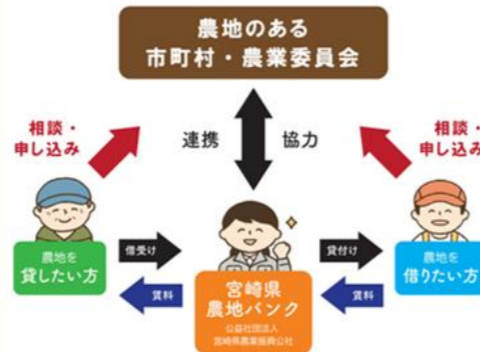 農地のある
市町村・農業委員会
相談・
申し込み
連携
協力
相談・
申し込み
農地を
貸したい方
借受け
賃料
宮崎県
農地バンク
公益社団法人
宮崎県農業振興公社
貸付け
賃料
農地を
借りたい方